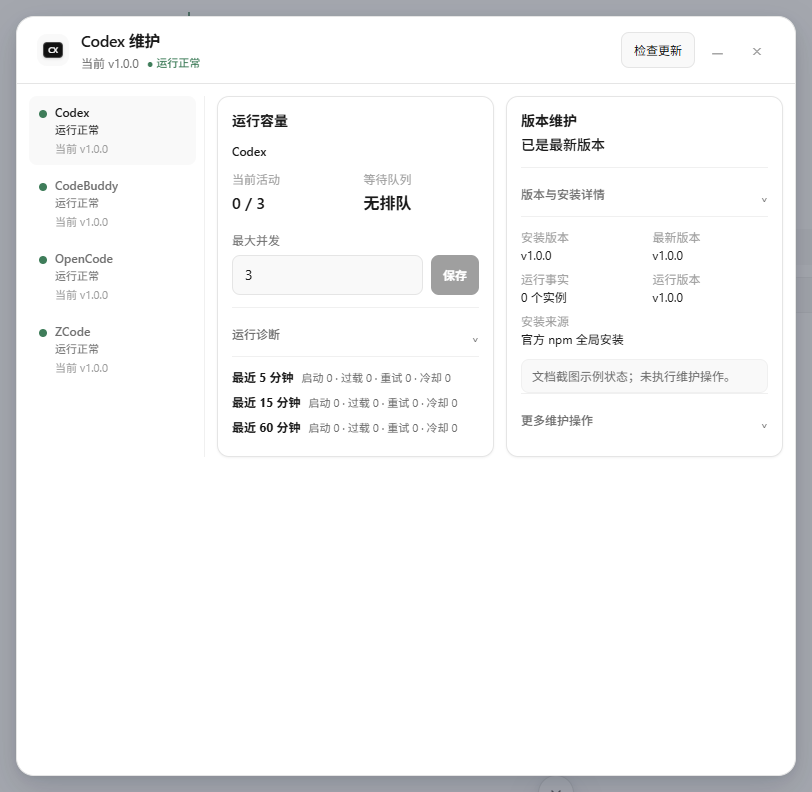 CX
Codex 维护
当前 v1.0.0 ● 运行正常
检查更新
Codex
运行正常
当前 v1.0.0
CodeBuddy
运行正常
当前 v1.0.0
OpenCode
运行正常
当前 v1.0.0
ZCode
运行正常
当前 v1.0.0
运行容量
Codex
当前活动 等待队列
0 / 3 无排队
最大并发
3 保存
运行诊断
最近 5 分钟 启动 0 · 过载 0 · 重试 0 · 冷却 0
最近 15 分钟 启动 0 · 过载 0 · 重试 0 · 冷却 0
最近 60 分钟 启动 0 · 过载 0 · 重试 0 · 冷却 0
版本维护
已是最新版本
版本与安装详情
安装版本 最新版本
v1.0.0 v1.0.0
运行事实 运行版本
0 个实例 v1.0.0
安装来源
官方 npm 全局安装
文档截图示例状态；未执行维护操作。
更多维护操作